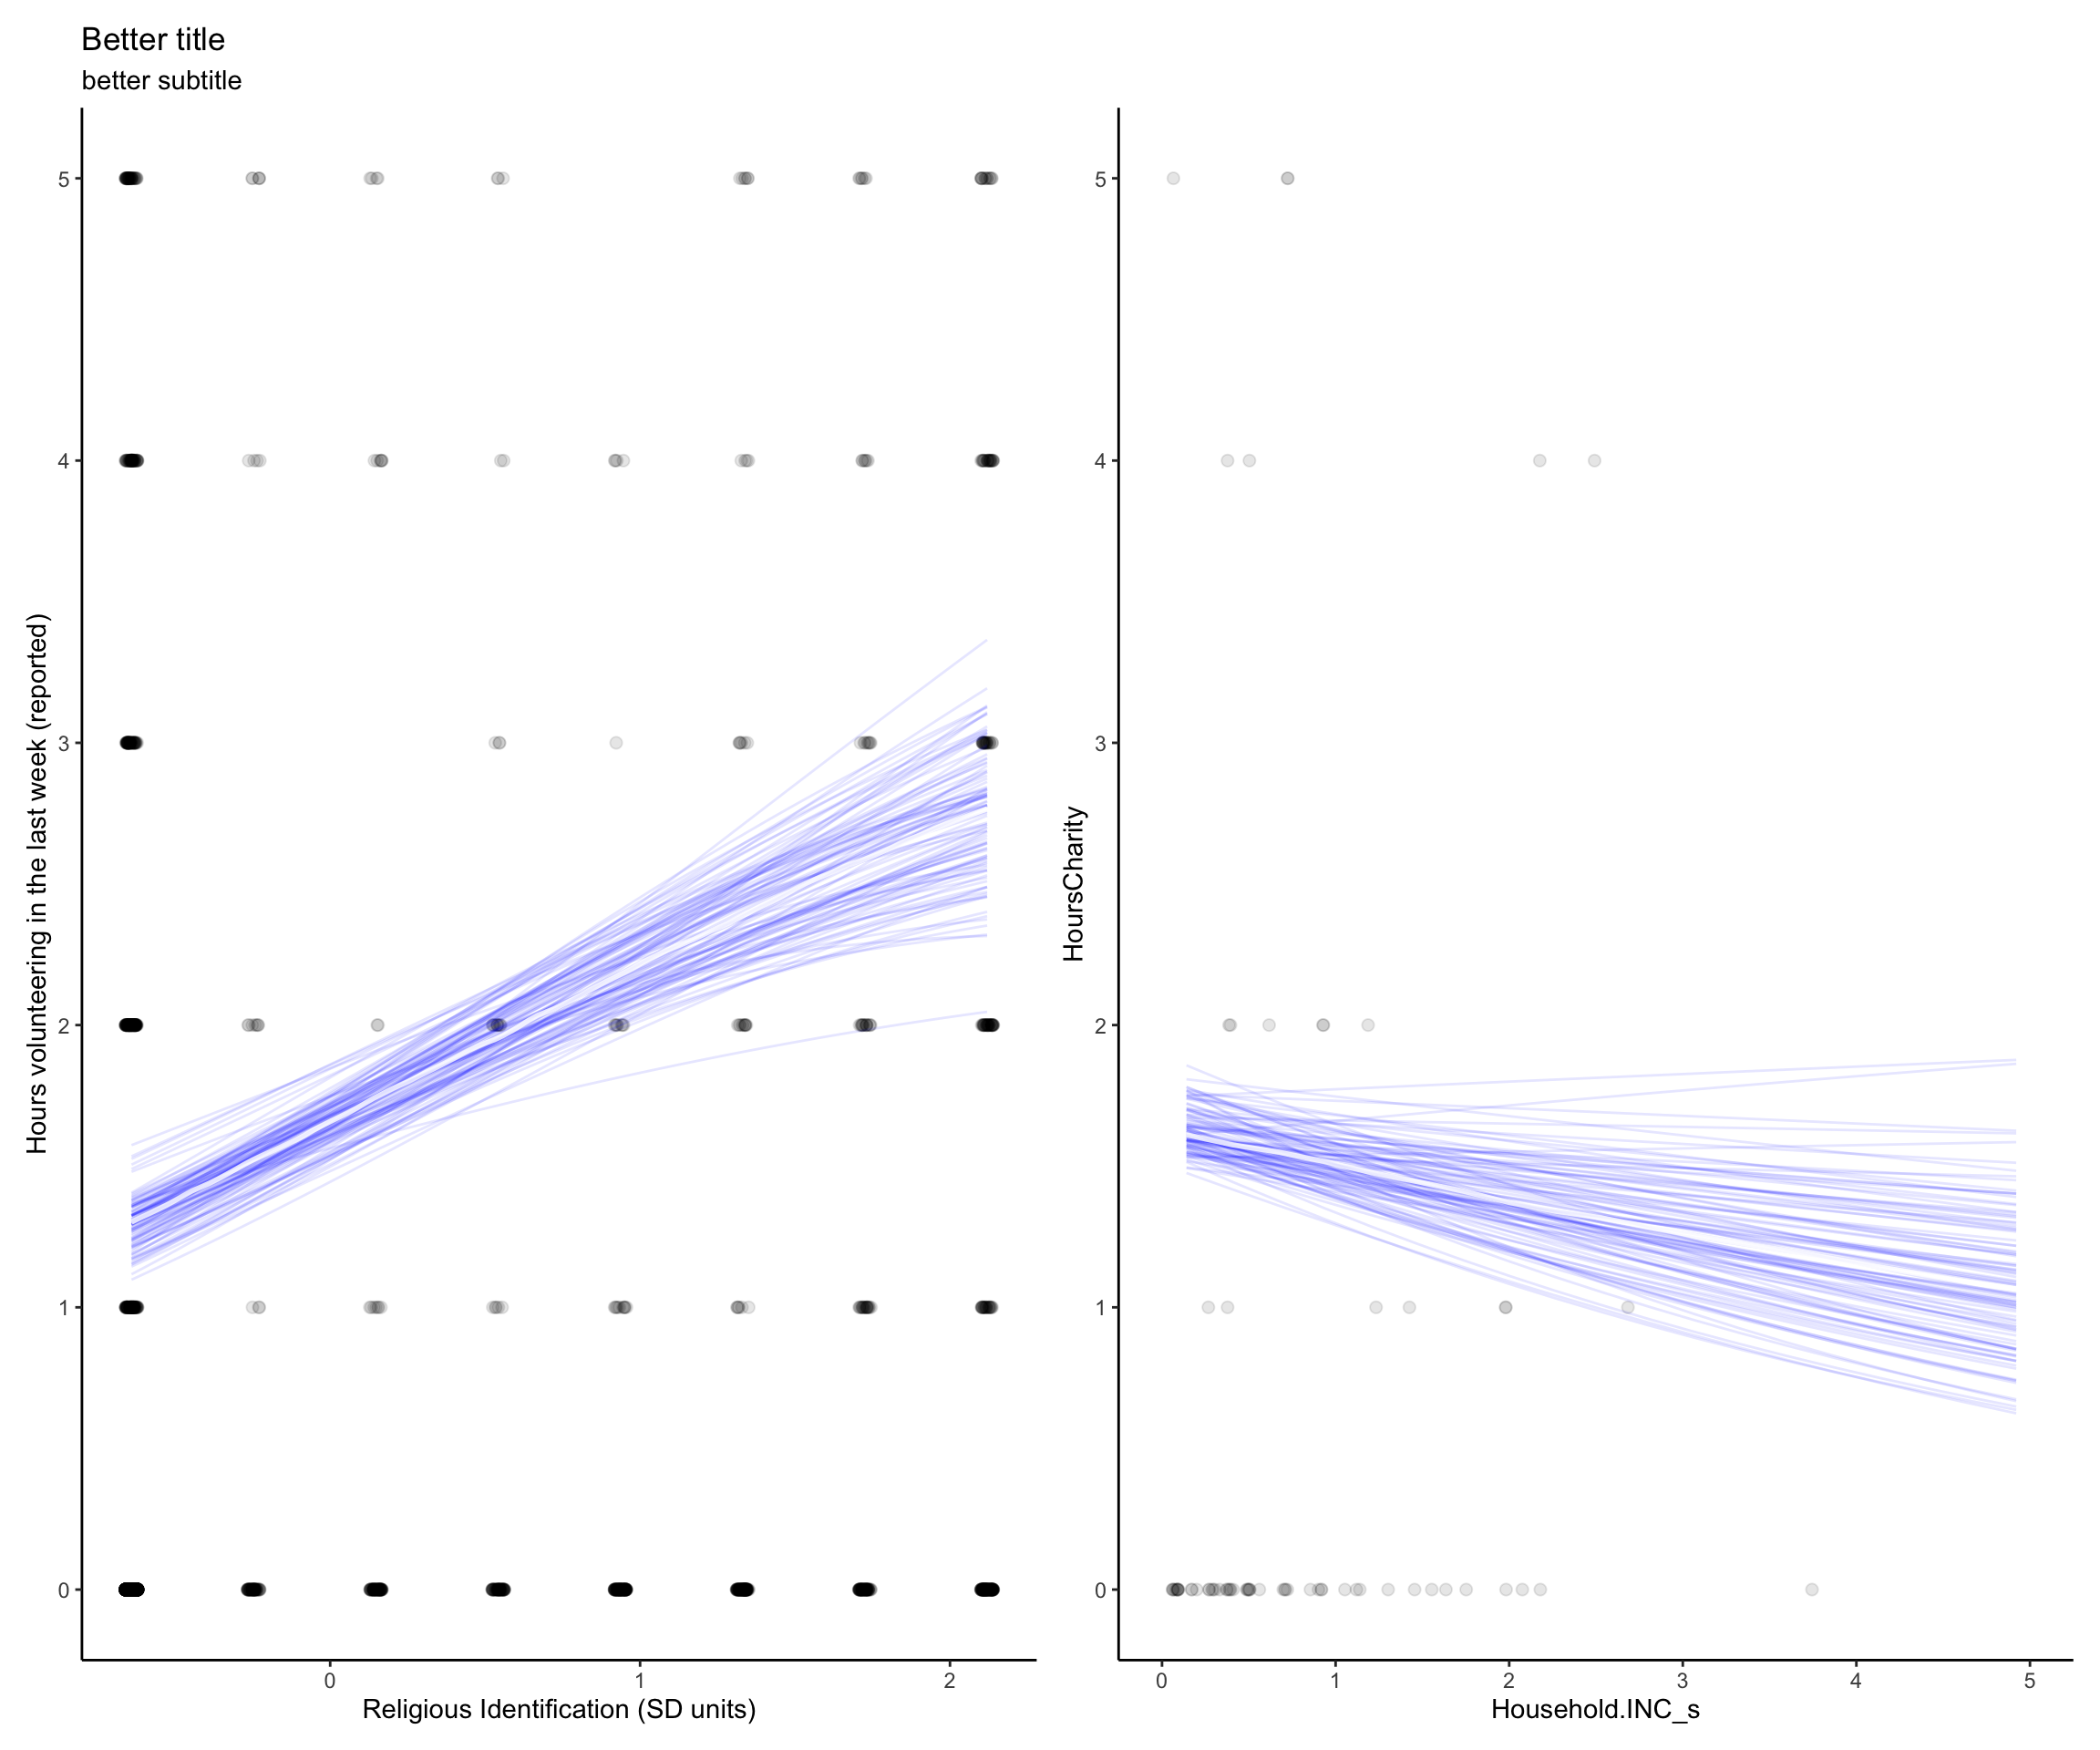 Better title
better subtitle
Hours volunteering in the last week (reported)
5
4
3
2
1
0
0 1 2
Religious Identification (SD units)
HoursCharity
5
4
3
2
1
0
0 1 2 3 4 5
Household.INC_s